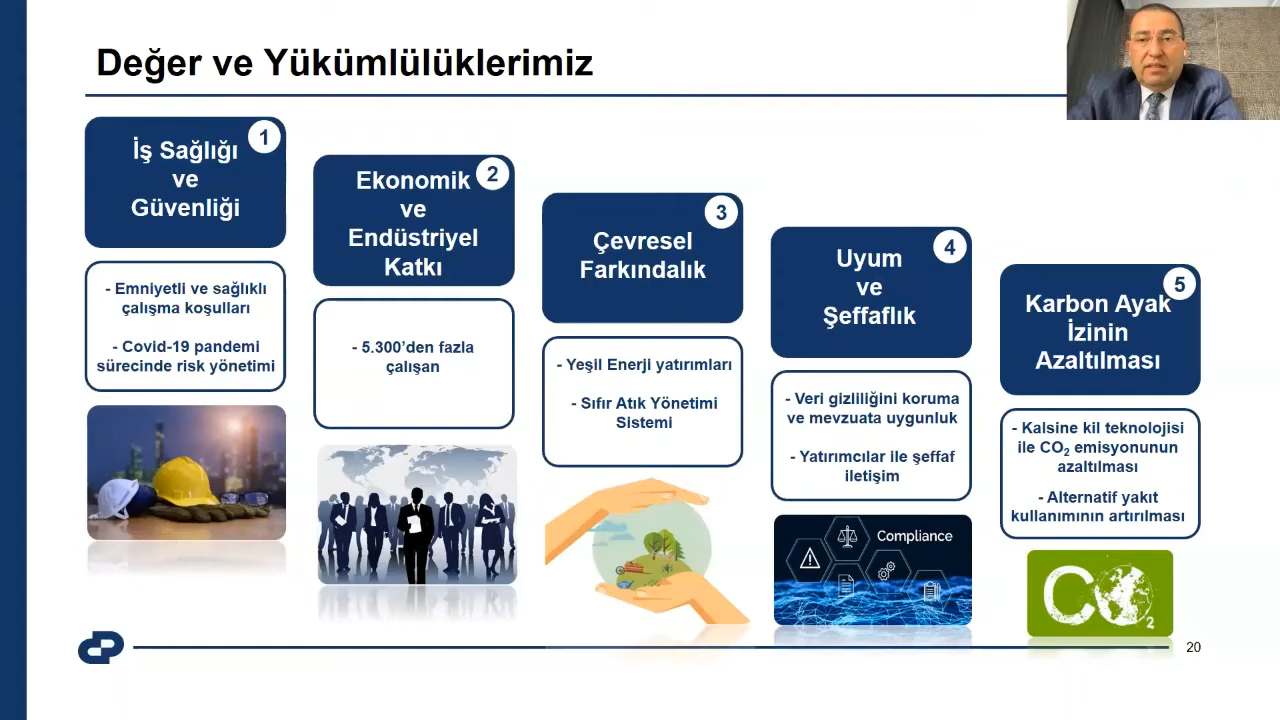 Değer ve Yükümlülüklerimiz
1
İş Sağlığı
ve
Güvenliği
- Emniyetli ve sağlıklı
çalışma koşulları
- Covid-19 pandemi
sürecinde risk yönetimi
2
Ekonomik
ve
Endüstriyel
Katkı
- 5.300’den fazla
çalışan
3
Çevresel
Farkındalık
- Yeşil Enerji yatırımları
- Sıfır Atık Yönetimi
Sistemi
4
Uyum
ve
Şeffaflık
- Veri gizliliğini koruma
ve mevzuata uygunluk
- Yatırımcılar ile şeffaf
iletişim
Compliance
5
Karbon Ayak
İzinin
Azaltılması
- Kalsine kil teknolojisi
ile CO₂ emisyonunun
azaltılması
- Alternatif yakıt
kullanımının artırılması
CO₂
20